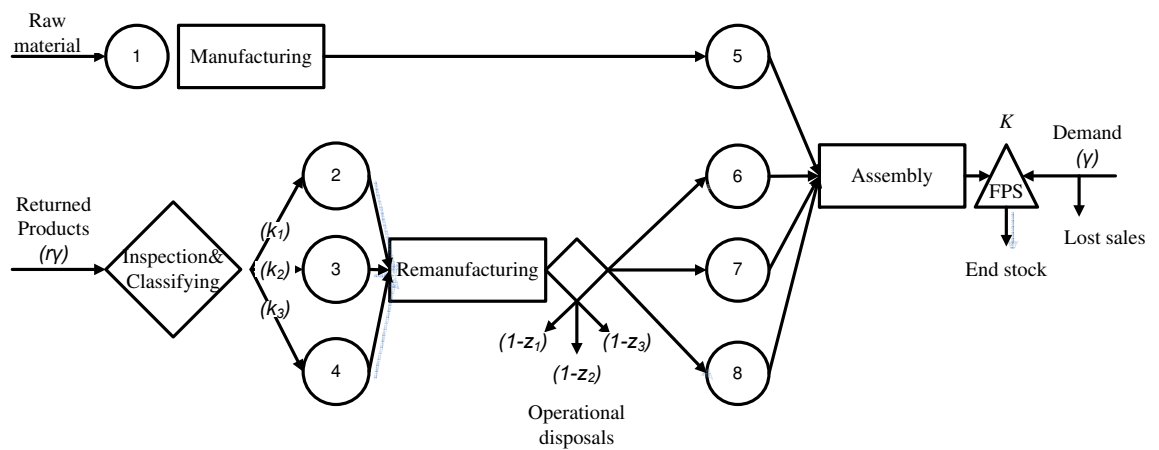 Raw
material
1
Manufacturing
5
K
Demand
(γ)
2
6
Assembly
FPS
Returned
Products
(rγ)
(k1)
Lost sales
Inspection&
Classifying
(k2)
3
Remanufacturing
7
End stock
(k3)
(1-z1)
(1-z3)
4
(1-z2)
8
Operational
disposals